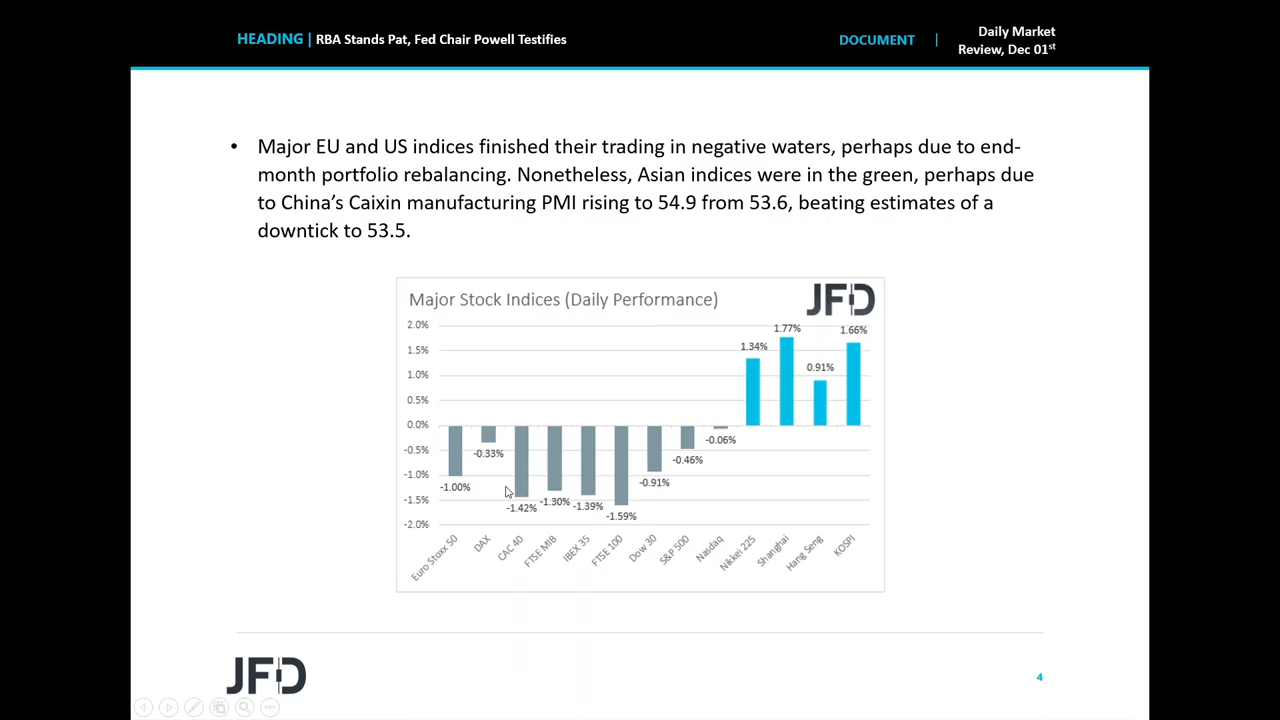 HEADING | RBA Stands Pat, Fed Chair Powell Testifies
DOCUMENT | Daily Market
Review, Dec 01st
• Major EU and US indices finished their trading in negative waters, perhaps due to end-
month portfolio rebalancing. Nonetheless, Asian indices were in the green, perhaps due
to China’s Caixin manufacturing PMI rising to 54.9 from 53.6, beating estimates of a
downtick to 53.5.
Major Stock Indices (Daily Performance)
JFD
2.0%
1.5%
1.0%
0.5%
0.0%
-0.5%
-1.0%
-1.5%
-2.0%
-1.00%
-0.33%
-1.42%
-1.30%
-1.39%
-1.59%
-0.91%
-0.46%
-0.06%
1.34%
1.77%
0.91%
1.66%
Euro Stoxx 50
DAX
CAC 40
FTSE MIB
IBEX 35
FTSE 100
Dow 30
S&P 500
Nasdaq
Nikkei 225
Shanghai
Hang Seng
KOSPI
JFD
4